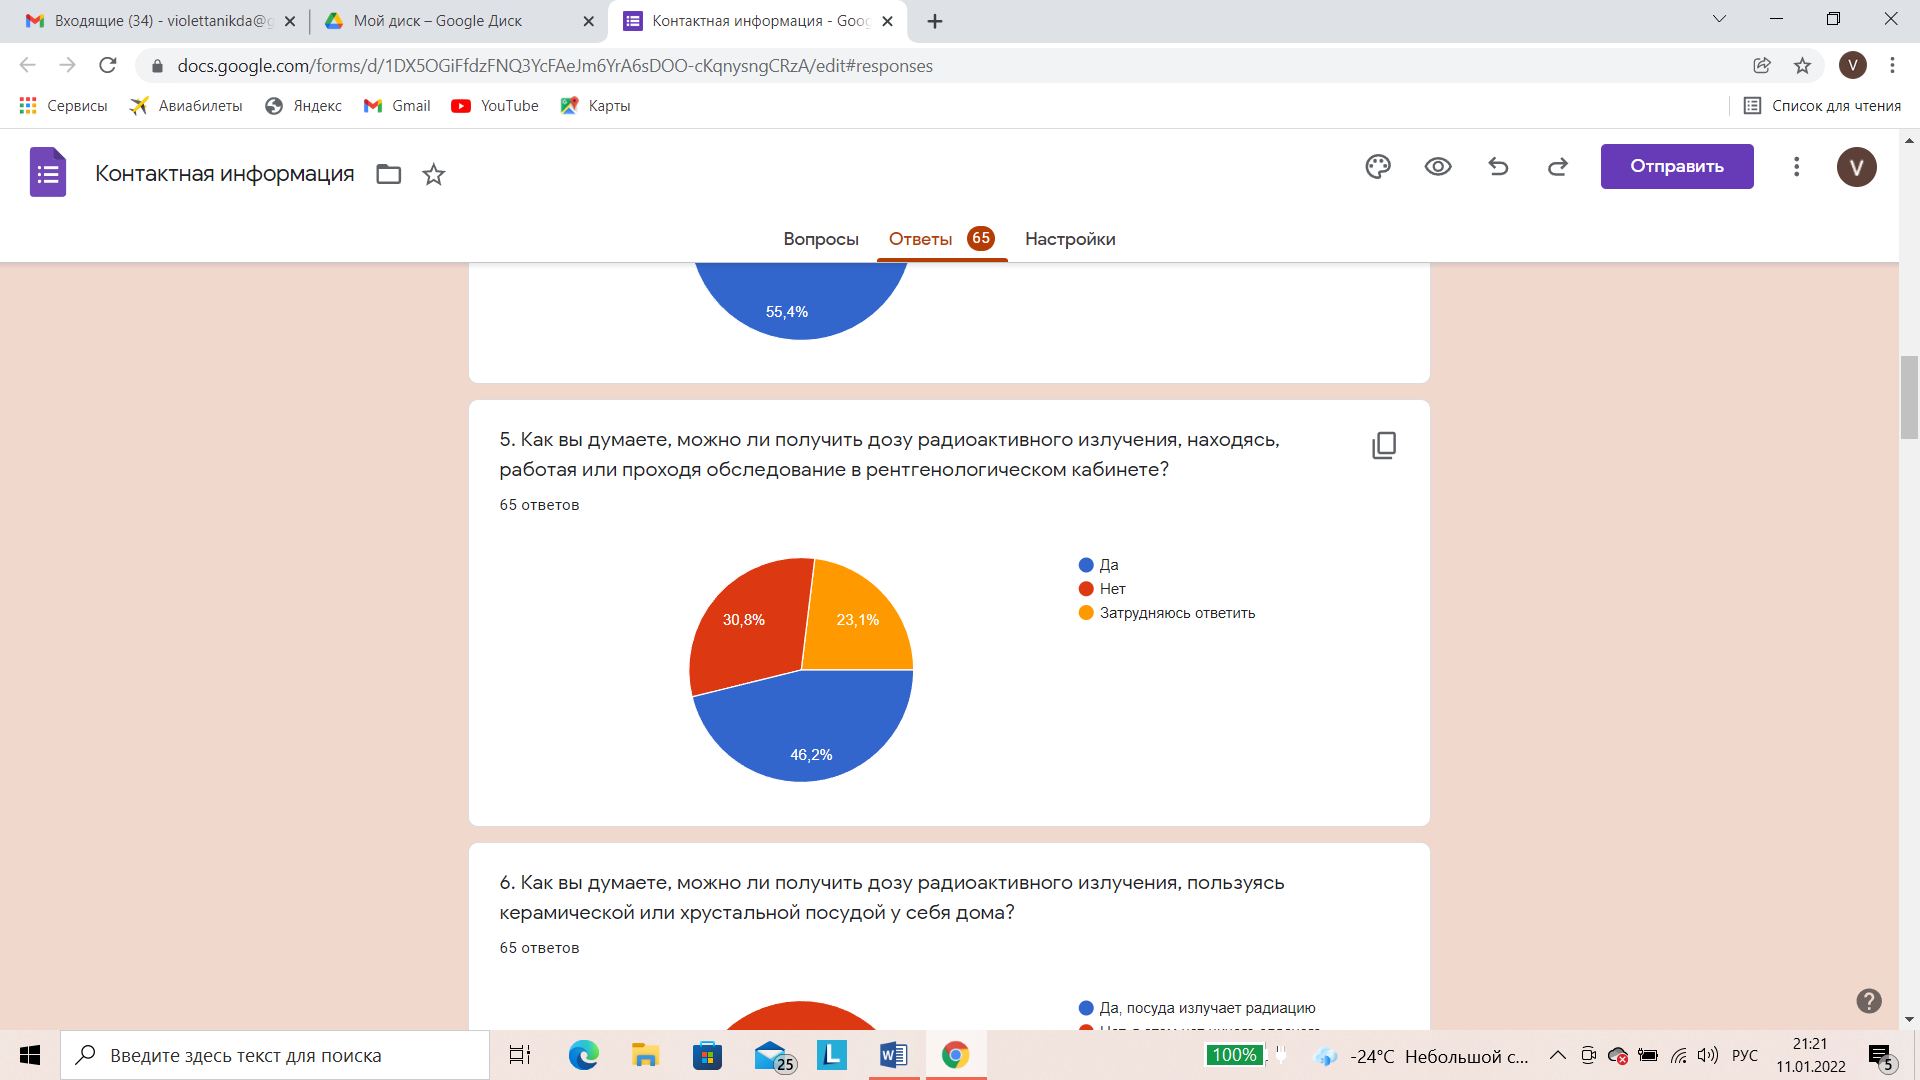 Входящие (34) - violettanikda@g
Мой диск – Google Диск
Контактная информация - Goog
docs.google.com/forms/d/1DX5OGiFfdzFNQ3YcFAeJm6YrA6sDOO-cKqnysngCRzA/edit#responses
V
Сервисы
Авиабилеты
Яндекс
Gmail
YouTube
Карты
Список для чтения
Контактная информация
Отправить
V
Вопросы
Ответы 65
Настройки
55,4%
5. Как вы думаете, можно ли получить дозу радиоактивного излучения, находясь,
работая или проходя обследование в рентгенологическом кабинете?
65 ответов
Да
Нет
Затрудняюсь ответить
30,8%
23,1%
46,2%
6. Как вы думаете, можно ли получить дозу радиоактивного излучения, пользуясь
керамической или хрустальной посудой у себя дома?
65 ответов
Да, посуда излучает радиацию
Введите здесь текст для поиска
25
L
W
100%
-24°C Небольшой с...
РУС
21:21
11.01.2022
5